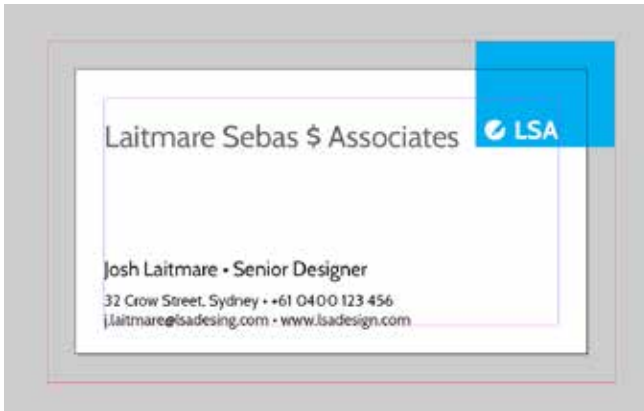 Laitmare Sebas $ Associates
LSA
Josh Laitmare • Senior Designer
32 Crow Street, Sydney • +61 0400 123 456
j.laitmare@lsadesing.com • www.lsadesign.com